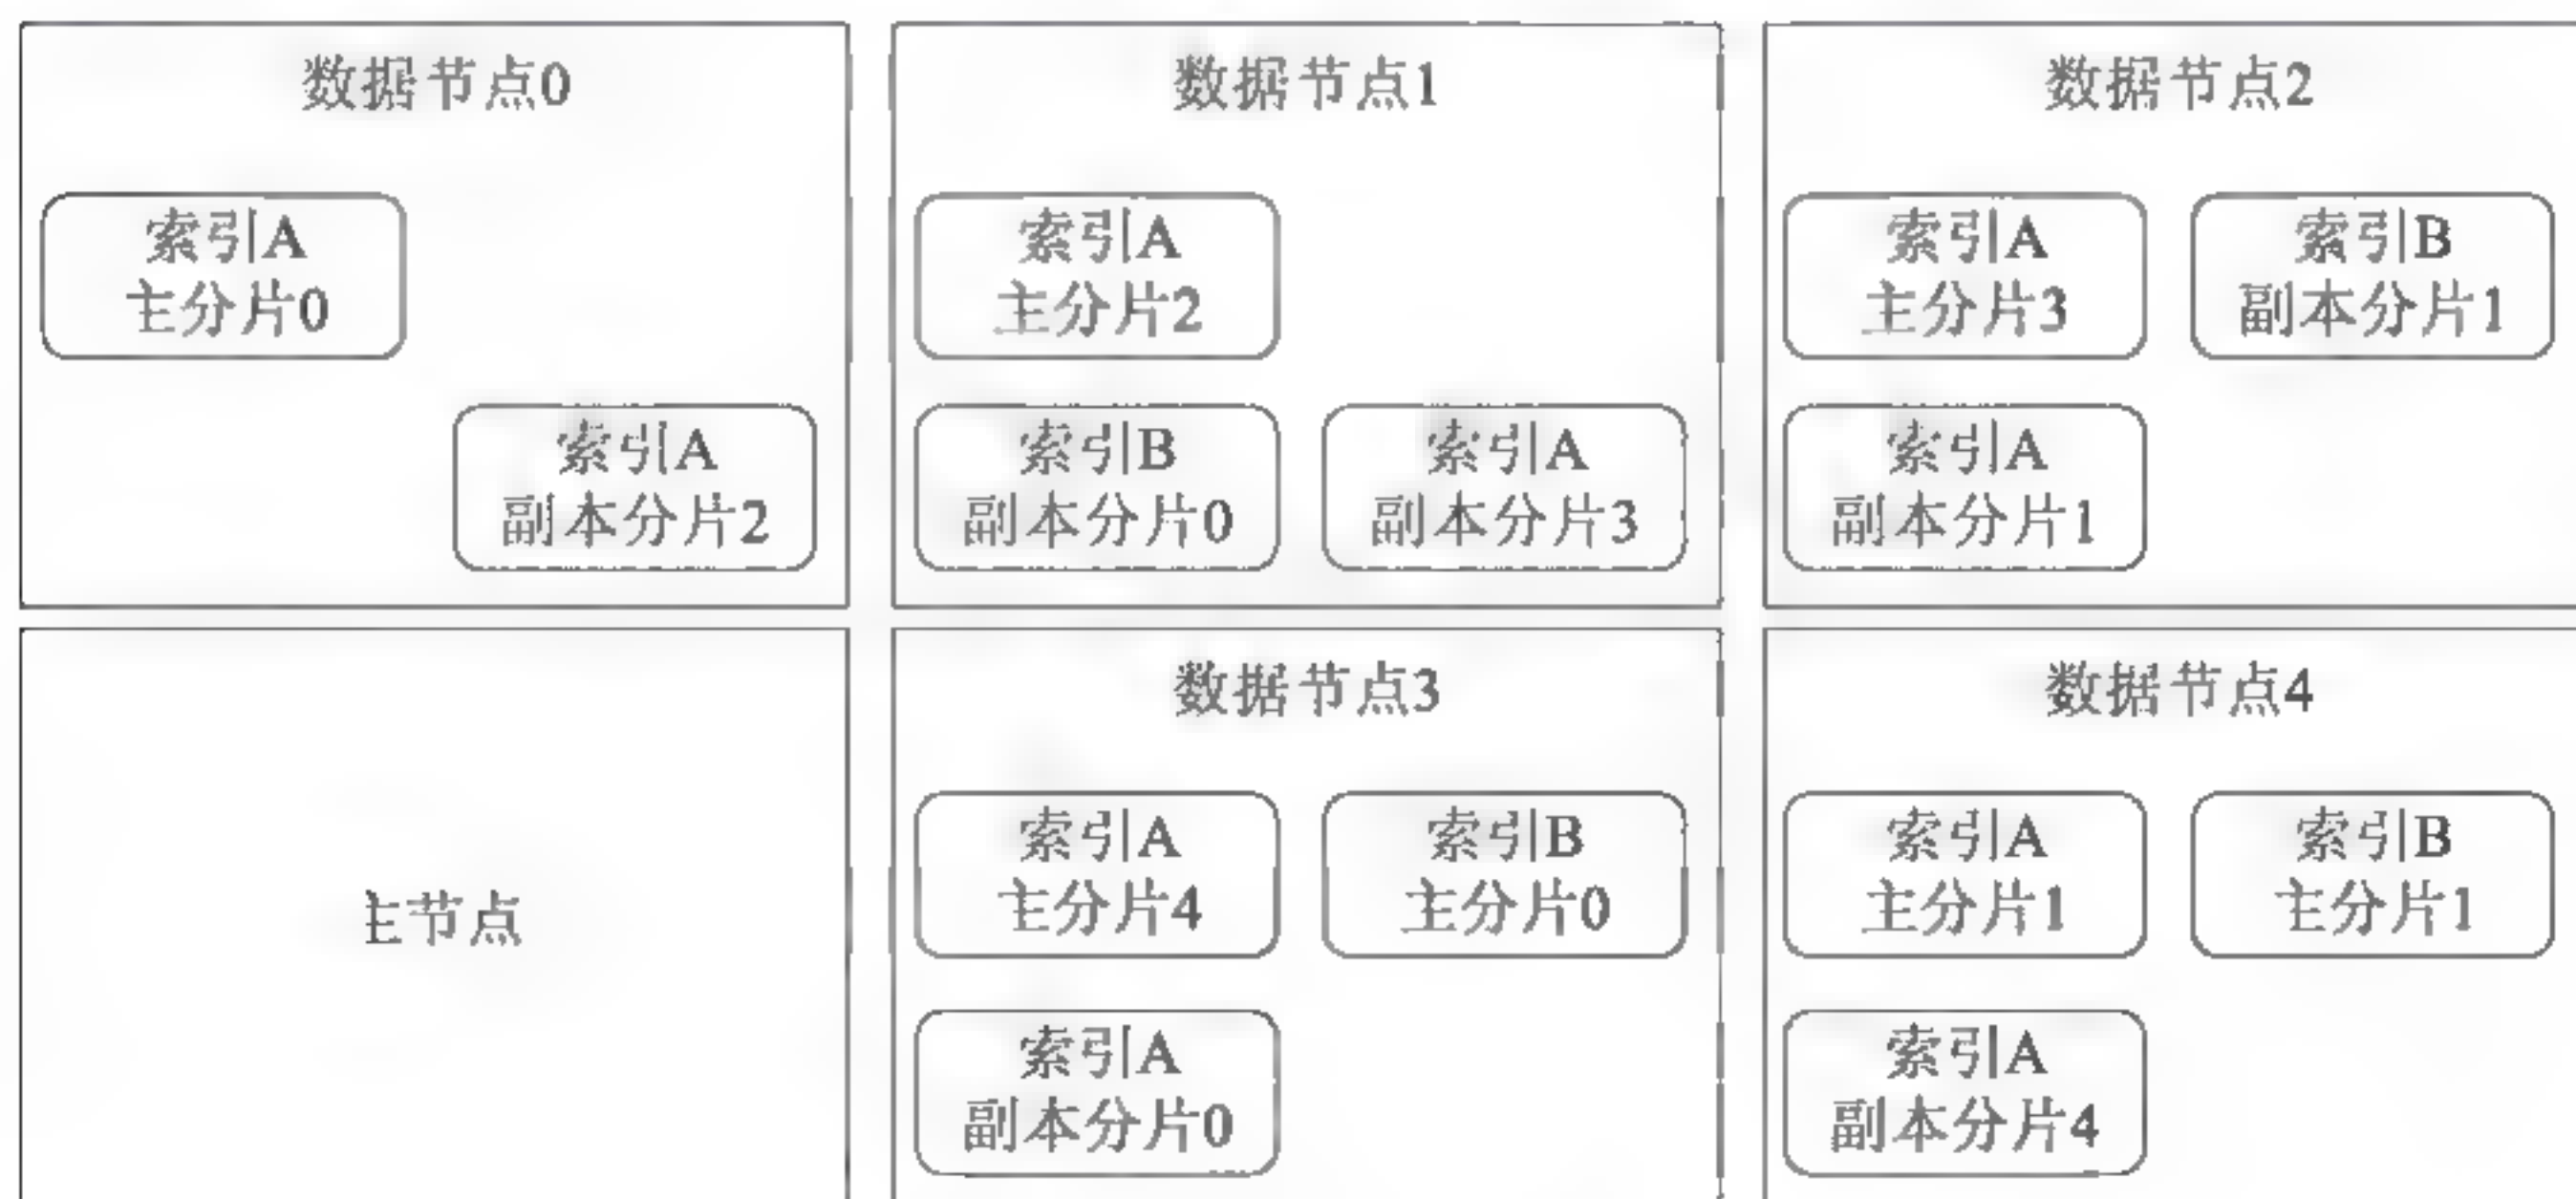 数据节点0
索引A
主分片0
索引A
副本分片2
数据节点1
索引A
主分片2
索引B
副本分片0
索引A
副本分片3
数据节点2
索引A
主分片3
索引B
副本分片1
索引A
副本分片1
主节点
数据节点3
索引A
主分片4
索引B
主分片0
索引A
副本分片0
数据节点4
索引A
主分片1
索引B
主分片1
索引A
副本分片4